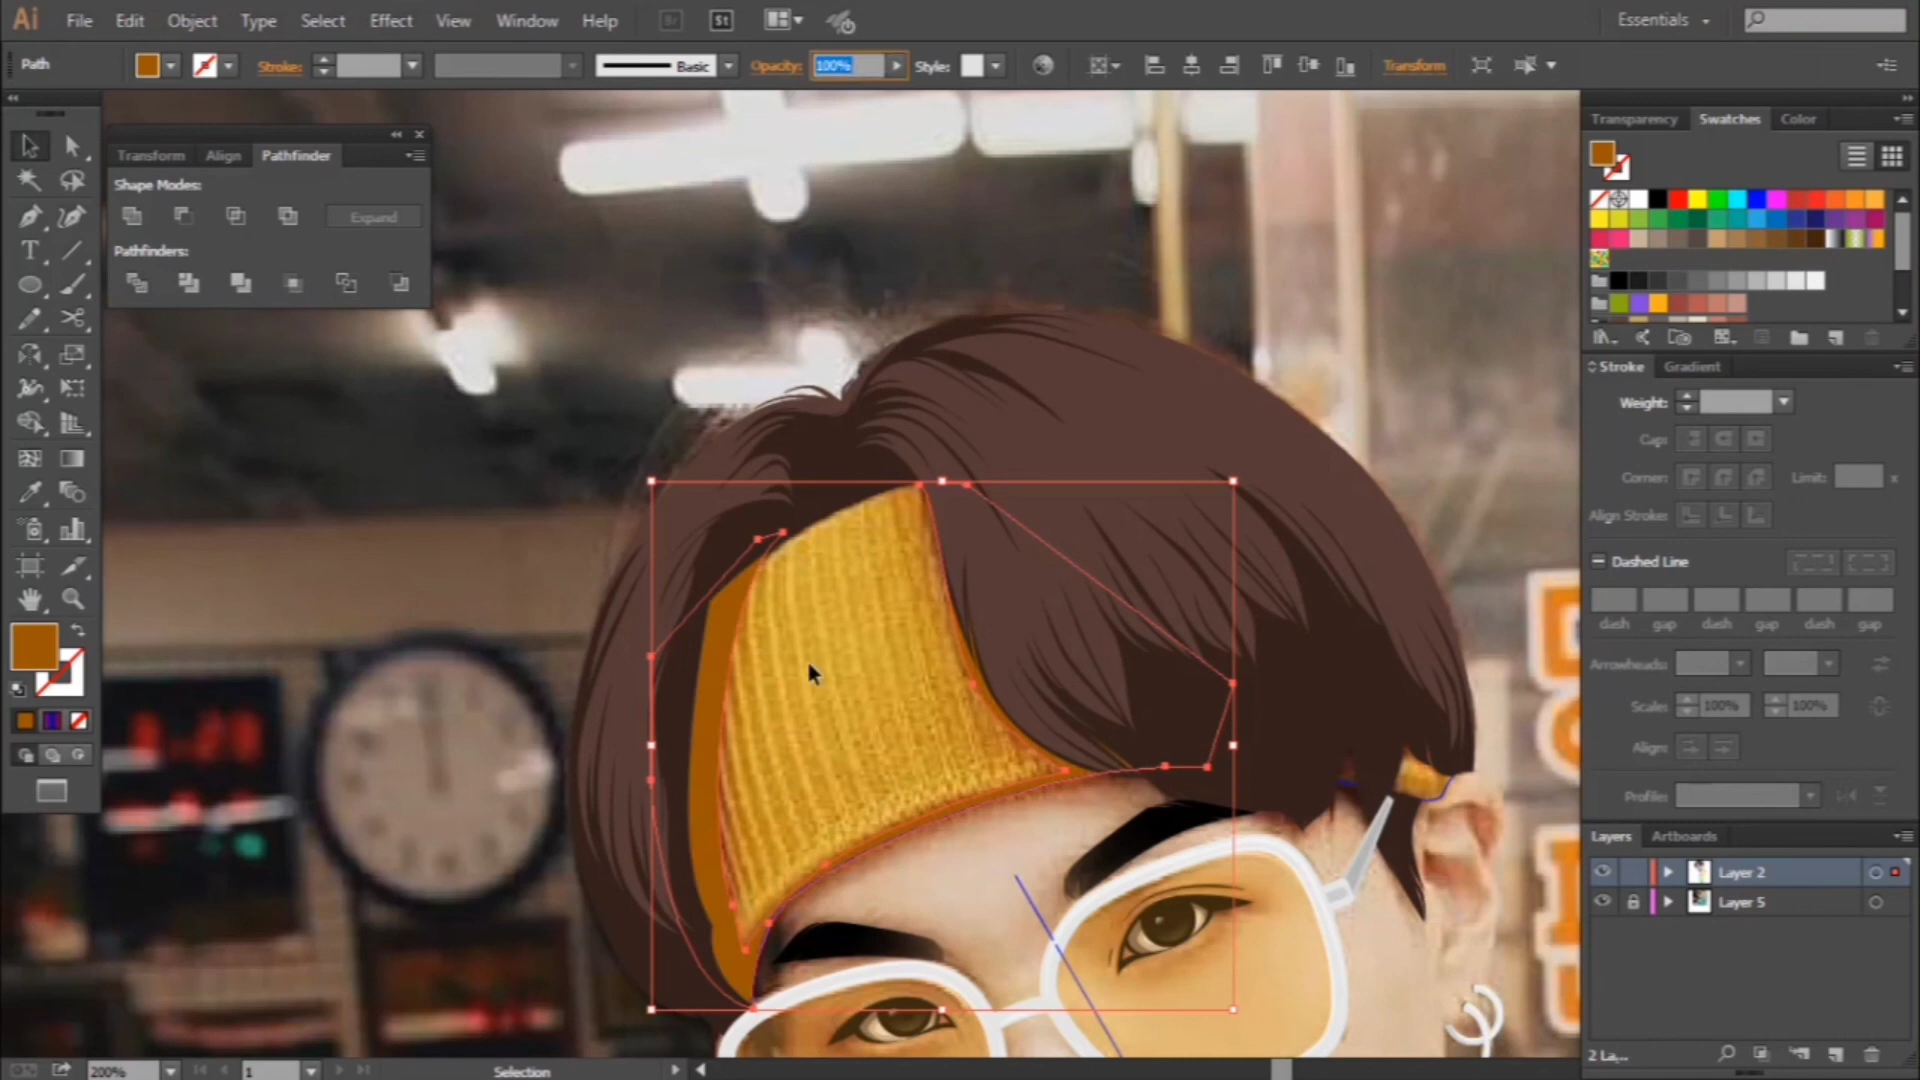 Ai File Edit Object Select Type Effect View Window Help Br St Essentials
Path Stroke: Basic Opacity: 100% Style: Transform
Transform Align Pathfinder
Shape Modes:
Expand
Pathfinders:
Transparency Swatches Color
Stroke Gradient
Weight:
Cap:
Corner: Limit: x
Align Stroke:
Dashed Line
dash gap dash gap dash gap
Arrowheads:
Scale: 100% 100%
Align:
Profile:
Layers Artboards
Layer 2
Layer 5
2 La...
200% 1 Selection